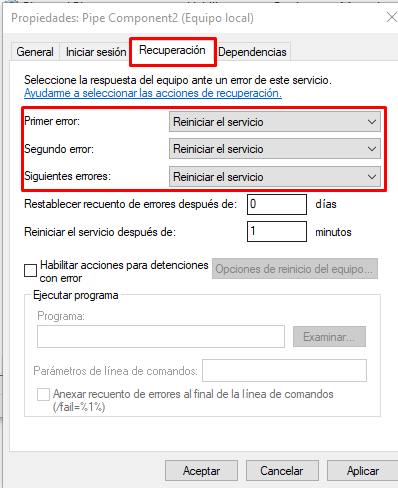 Propiedades: Pipe Component2 (Equipo local)
General Iniciar sesión Recuperación Dependencias
Seleccione la respuesta del equipo ante un error de este servicio.
Ayudarme a seleccionar las acciones de recuperación.
Primer error: Reiniciar el servicio
Segundo error: Reiniciar el servicio
Siguientes errores: Reiniciar el servicio
Restablecer recuento de errores después de: 0 días
Reiniciar el servicio después de: 1 minutos
Habilitar acciones para detenciones
con error
Opciones de reinicio del equipo...
Ejecutar programa
Programa:
Examinar...
Parámetros de línea de comandos:
Anexar recuento de errores al final de la línea de comandos
(/fail=%1%)
Aceptar Cancelar Aplicar